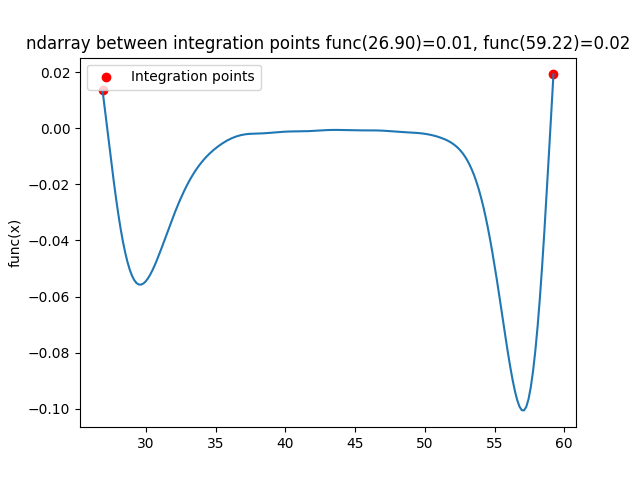 ndarray between integration points func(26.90)=0.01, func(59.22)=0.02
Integration points
func(x)
0.02
0.00
−0.02
−0.04
−0.06
−0.08
−0.10
30 35 40 45 50 55 60